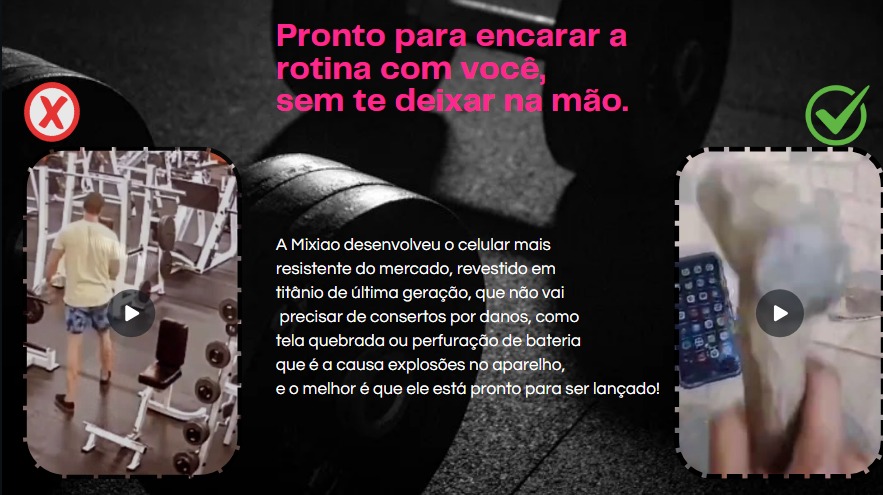 Pronto para encarar a
rotina com você,
sem te deixar na mão.
A Mixiao desenvolveu o celular mais
resistente do mercado, revestido em
titânio de última geração, que não vai
precisar de consertos por danos, como
tela quebrada ou perfuração de bateria
que é a causa explosões no aparelho,
e o melhor é que ele está pronto para ser lançado!